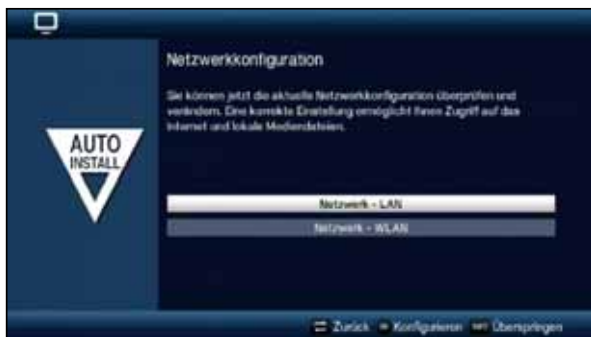 Netzwerkkonfiguration
Sie können jetzt die aktuelle Netzwerkkonfiguration überprüfen und
verändern. Eine korrekte Einstellung ermöglicht Ihnen Zugriff auf das
Internet und lokale Mediendateien.
AUTO
INSTALL
Netzwerk - LAN
Netzwerk - WLAN
Zurück Konfigurieren Überspringen